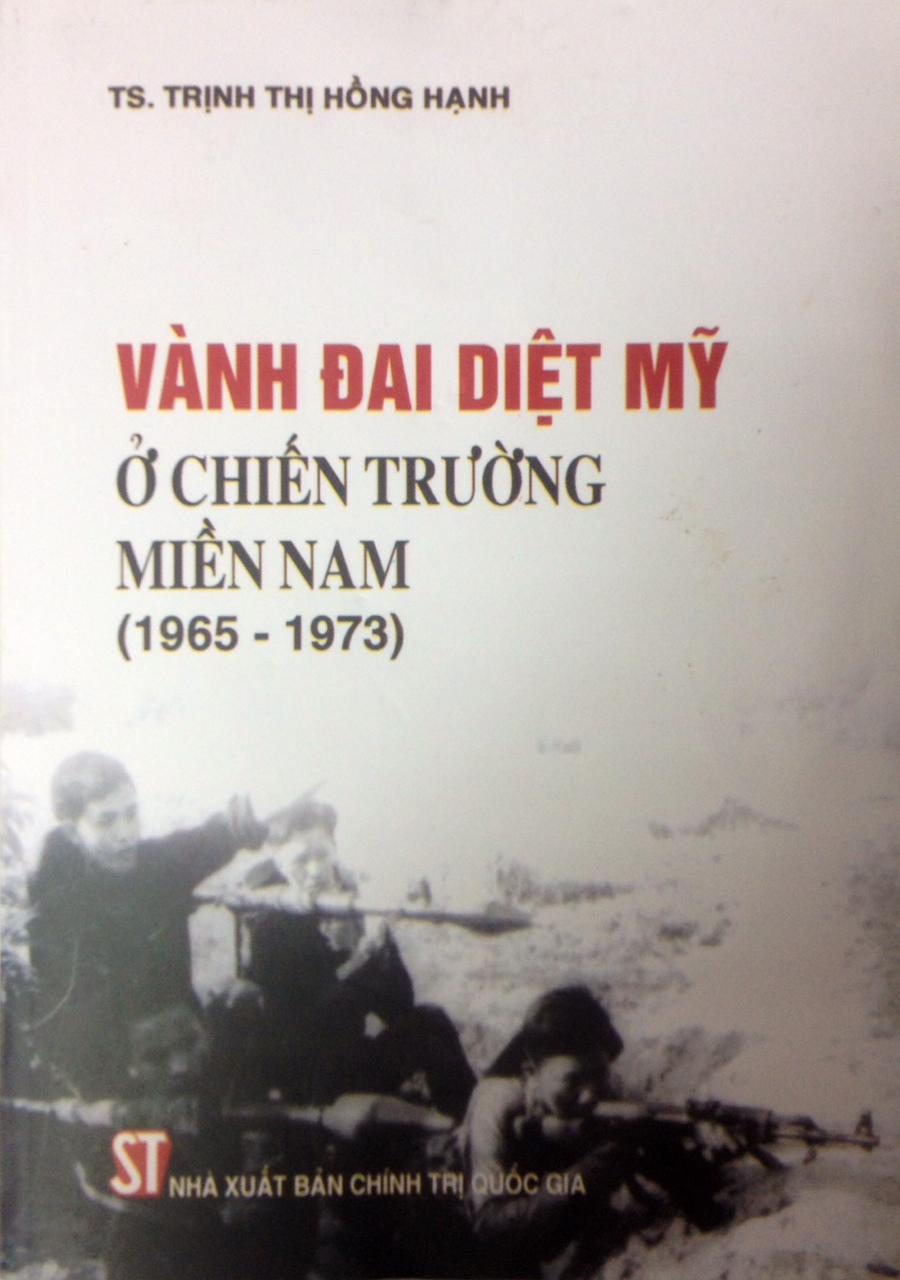 TS. TRỊNH THỊ HỒNG HẠNH
VÀNH ĐAI DIỆT MỸ
Ở CHIẾN TRƯỜNG
MIỀN NAM
(1965 - 1973)
ST NHÀ XUẤT BẢN CHÍNH TRỊ QUỐC GIA